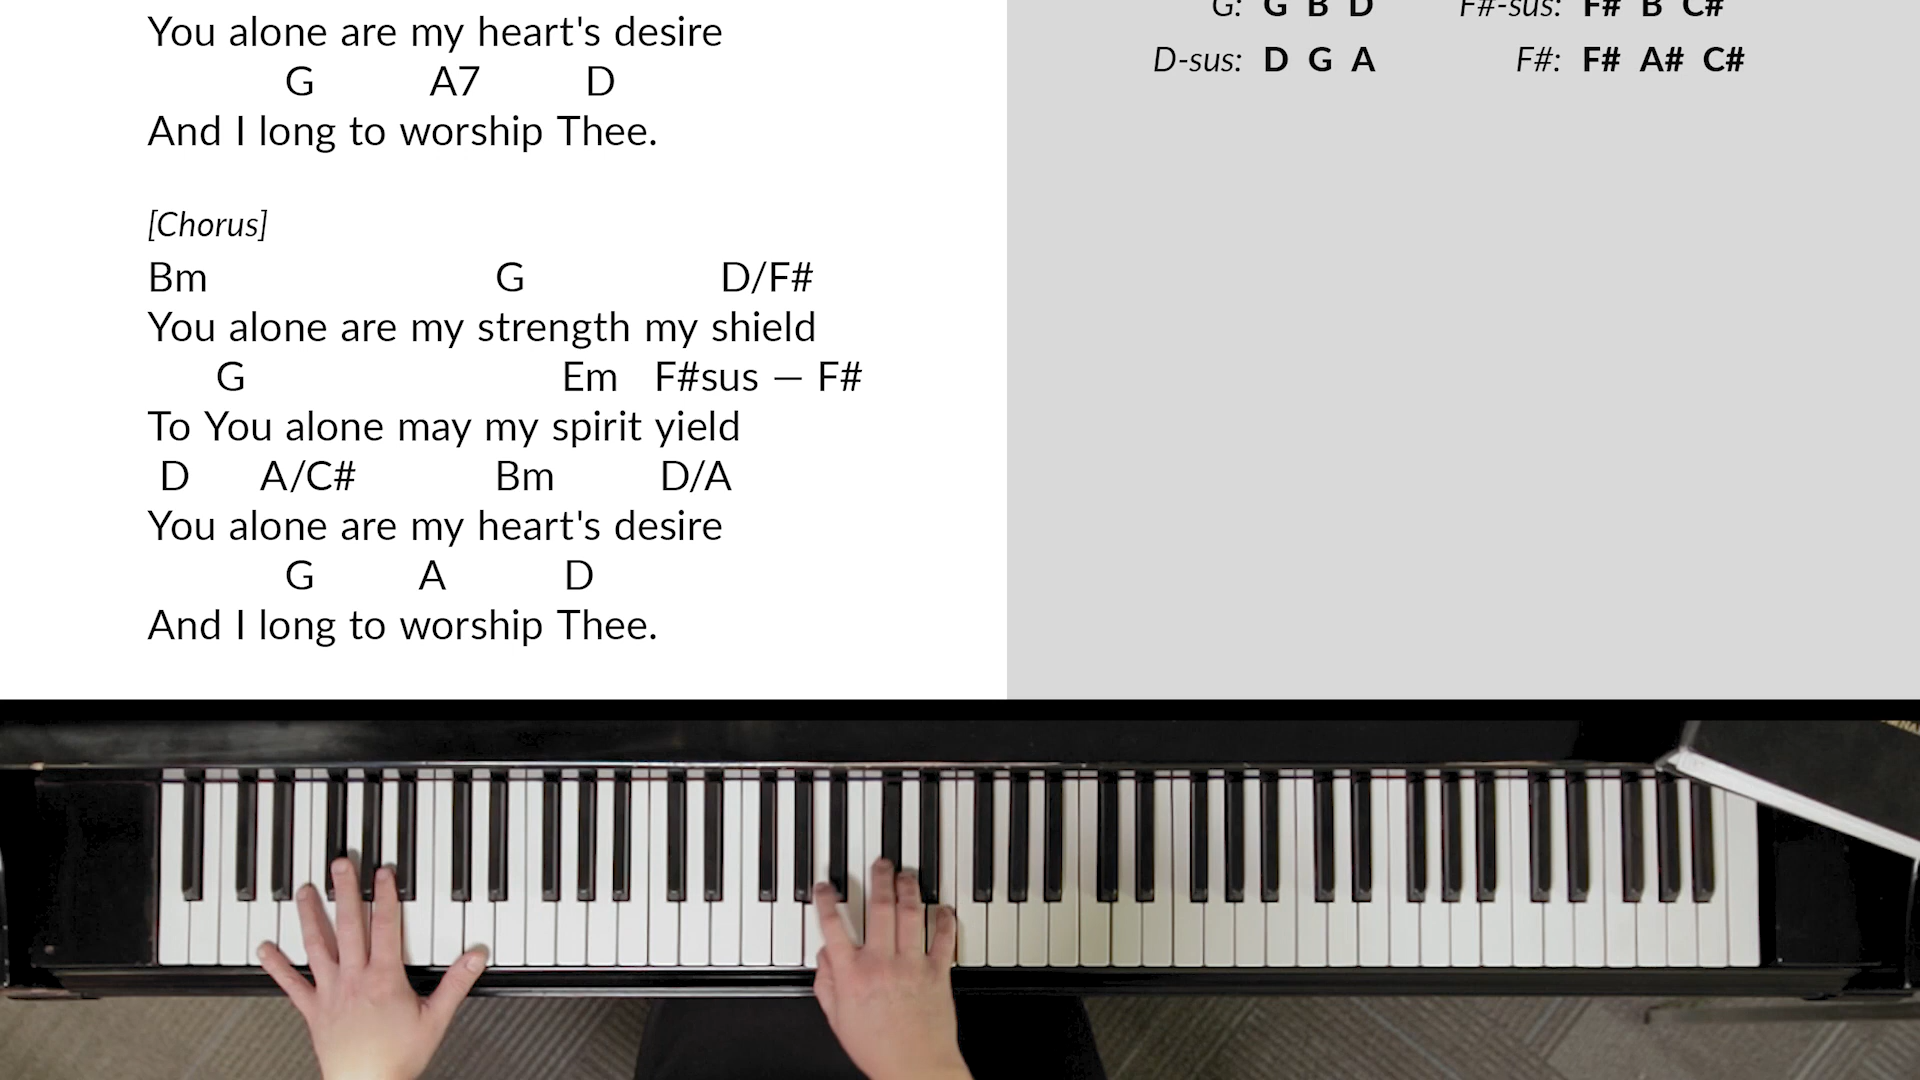 You alone are my heart's desire
G A7 D
And I long to worship Thee.
[Chorus]
Bm G D/F#
You alone are my strength my shield
G Em F#sus — F#
To You alone may my spirit yield
D A/C# Bm D/A
You alone are my heart's desire
G A D
And I long to worship Thee.
G: G B D F#-sus: F# B C#
D-sus: D G A F#: F# A# C#